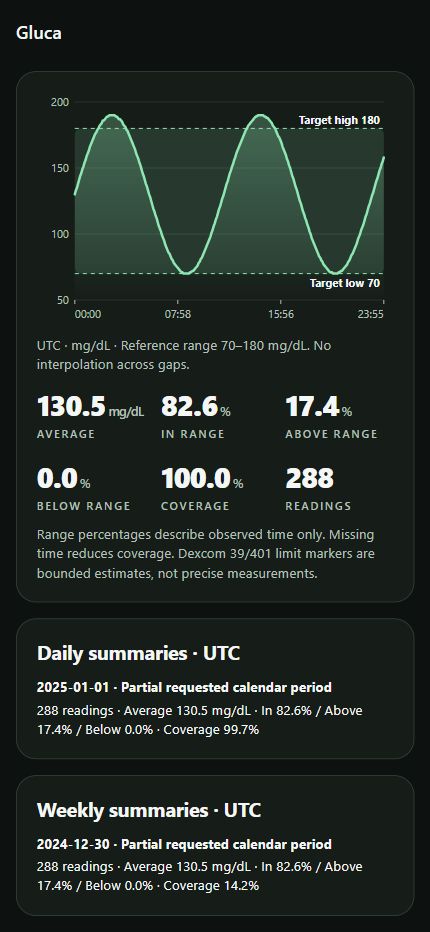 Gluca
200
Target high 180
150
100
Target low 70
50
00:00 07:58 15:56 23:55
UTC · mg/dL · Reference range 70–180 mg/dL. No
interpolation across gaps.
130.5 mg/dL 82.6% 17.4%
AVERAGE IN RANGE ABOVE RANGE
0.0% 100.0% 288
BELOW RANGE COVERAGE READINGS
Range percentages describe observed time only. Missing
time reduces coverage. Dexcom 39/401 limit markers are
bounded estimates, not precise measurements.
Daily summaries · UTC
2025-01-01 · Partial requested calendar period
288 readings · Average 130.5 mg/dL · In 82.6% / Above
17.4% / Below 0.0% · Coverage 99.7%
Weekly summaries · UTC
2024-12-30 · Partial requested calendar period
288 readings · Average 130.5 mg/dL · In 82.6% / Above
17.4% / Below 0.0% · Coverage 14.2%